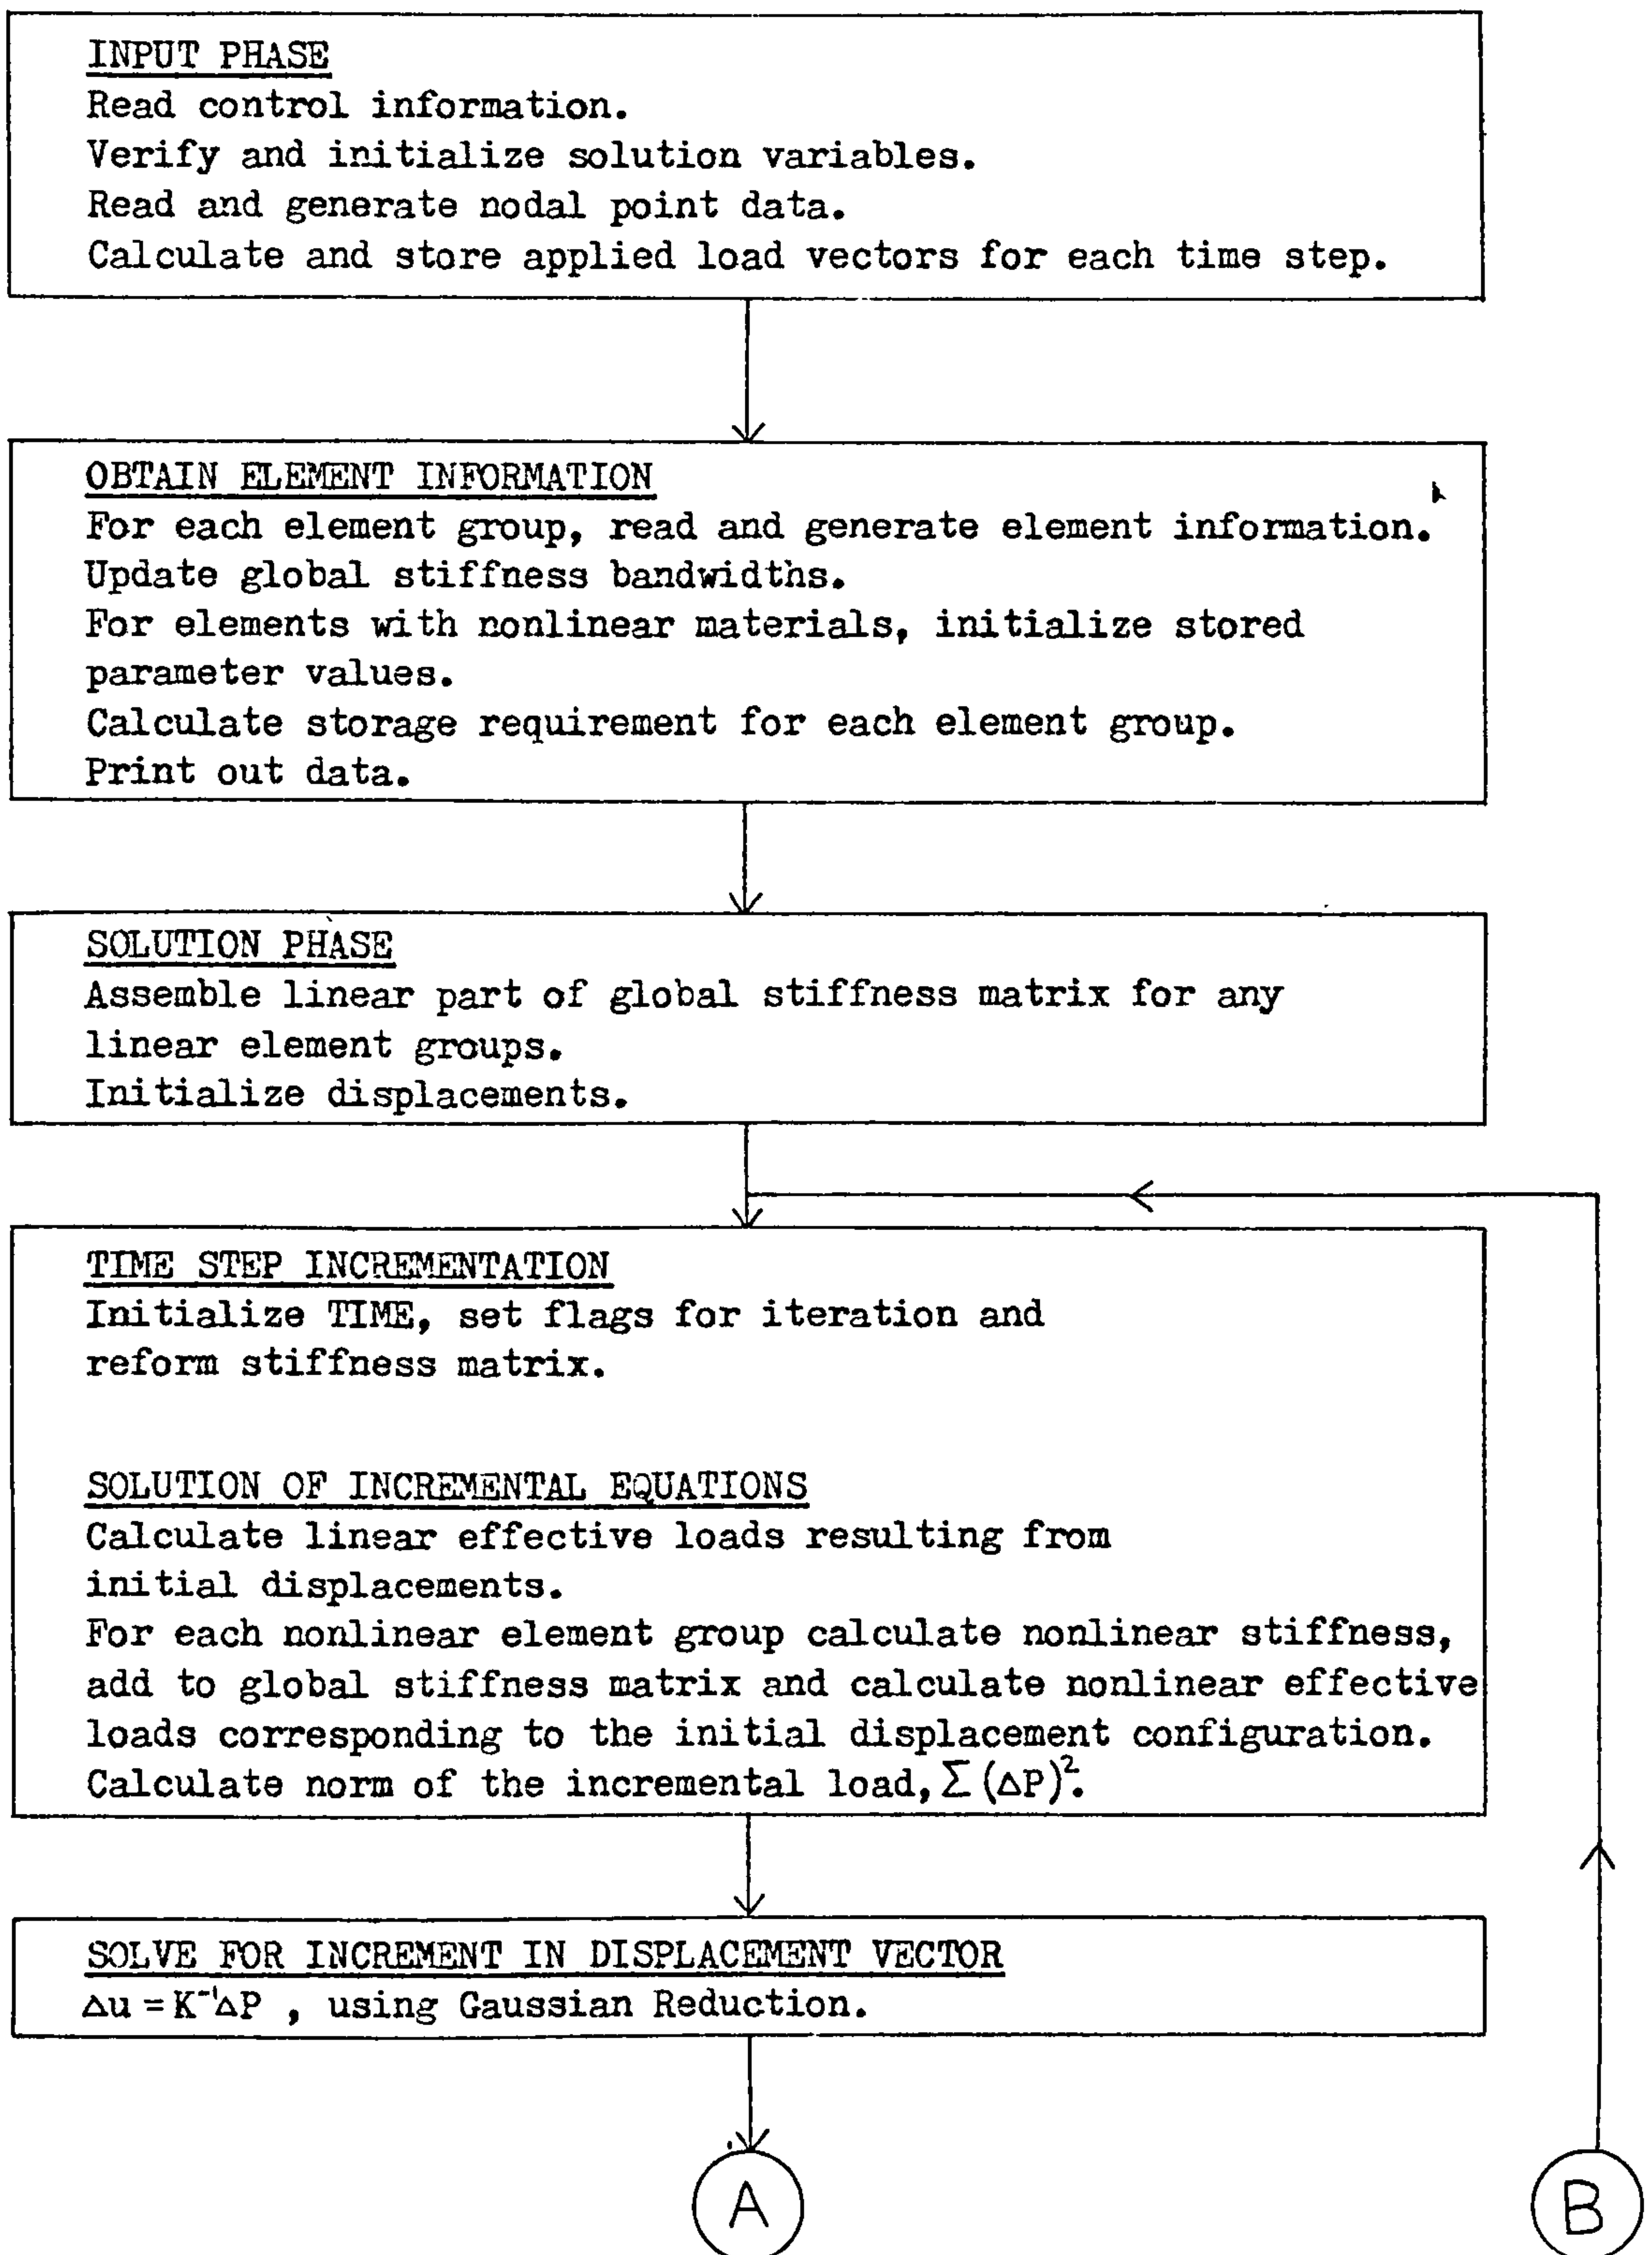 INPUT PHASE
Read control information.
Verify and initialize solution variables.
Read and generate nodal point data.
Calculate and store applied load vectors for each time step.
OBTAIN ELEMENT INFORMATION
For each element group, read and generate element information.
Update global stiffness bandwidths.
For elements with nonlinear materials, initialize stored
parameter values.
Calculate storage requirement for each element group.
Print out data.
SOLUTION PHASE
Assemble linear part of global stiffness matrix for any
linear element groups.
Initialize displacements.
TIME STEP INCREMENTATION
Initialize TIME, set flags for iteration and
reform stiffness matrix.
SOLUTION OF INCREMENTAL EQUATIONS
Calculate linear effective loads resulting from
initial displacements.
For each nonlinear element group calculate nonlinear stiffness,
add to global stiffness matrix and calculate nonlinear effective
loads corresponding to the initial displacement configuration.
Calculate norm of the incremental load, Σ(ΔP)².
SOLVE FOR INCREMENT IN DISPLACEMENT VECTOR
Δu = K⁻¹ΔP , using Gaussian Reduction.
A
B